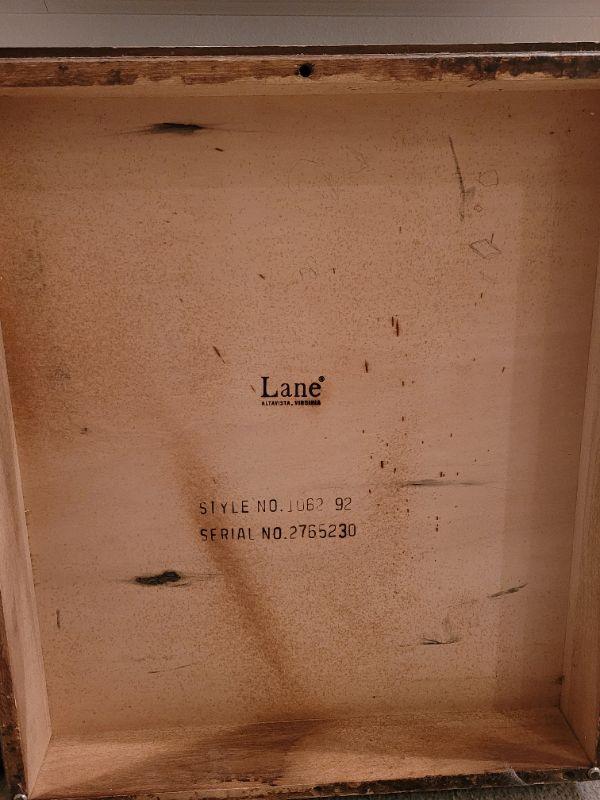 Lane®
ALTAVISTA, VIRGINIA
STYLE NO. 1062 92
SERIAL NO. 2765230